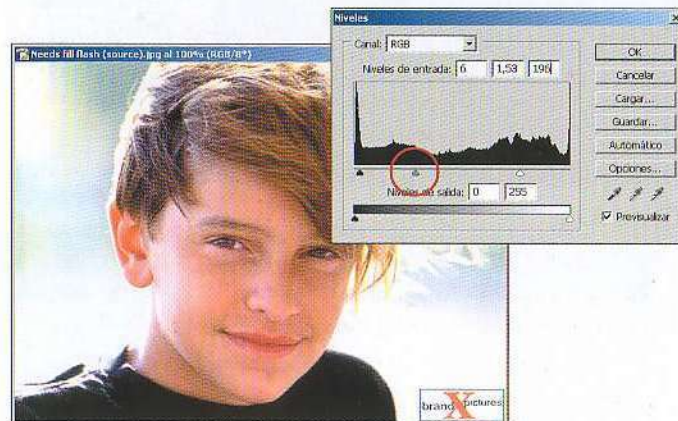 Niveles
Needs fill flash (source).jpg al 100% (RGB/8*)
Canal: RGB
Niveles de entrada: 6 1,53 196
Niveles de salida: 0 255
OK
Cancelar
Cargar...
Guardar...
Automático
Opciones...
Previsualizar
brand X pictures